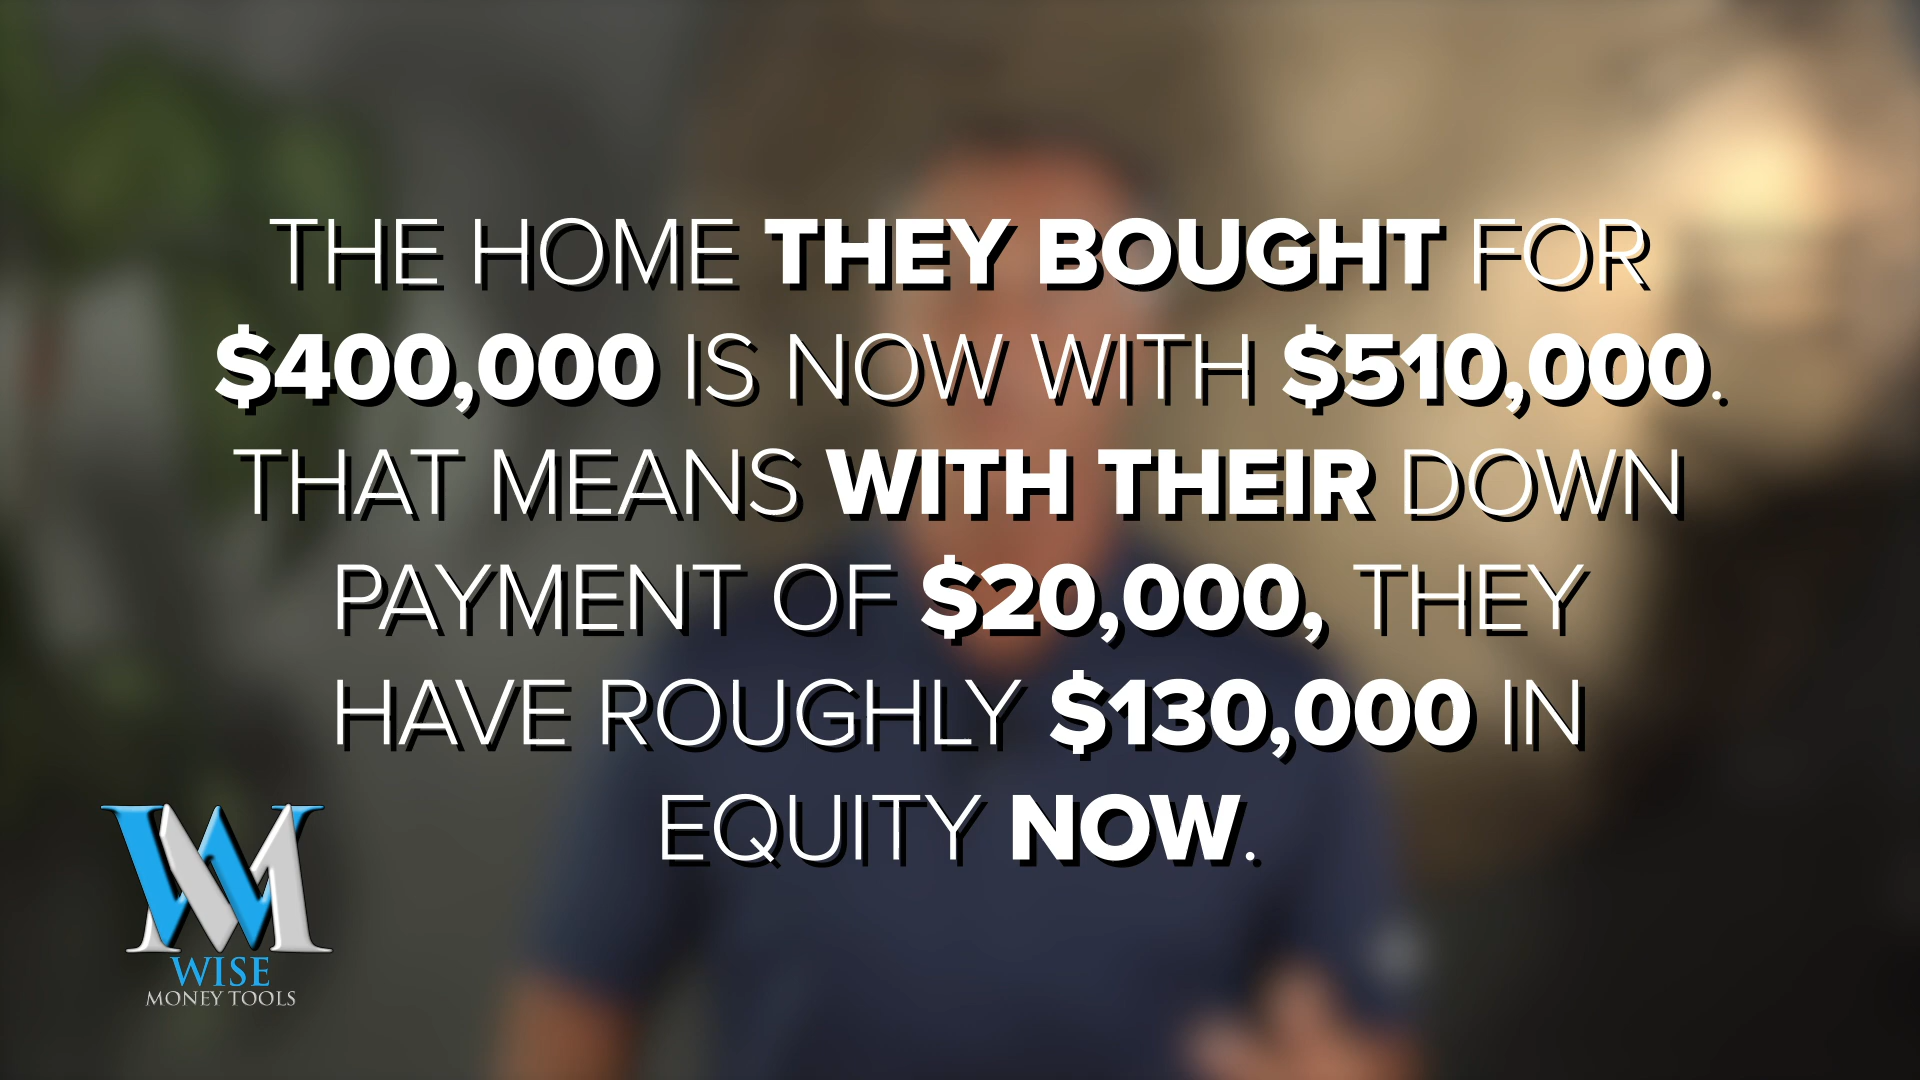 THE HOME THEY BOUGHT FOR
$400,000 IS NOW WITH $510,000.
THAT MEANS WITH THEIR DOWN
PAYMENT OF $20,000, THEY
HAVE ROUGHLY $130,000 IN
EQUITY NOW.
WM
WISE
MONEY TOOLS